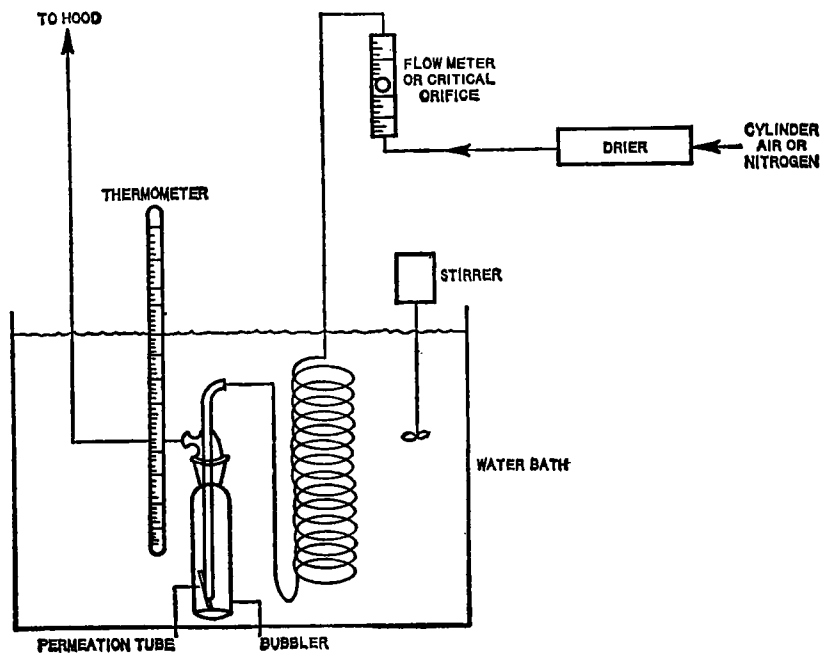 TO HOOD
FLOW METER
OR CRITICAL
ORIFICE
CYLINDER
AIR OR
NITROGEN
DRIER
THERMOMETER
STIRRER
WATER BATH
PERMEATION TUBE
BUBBLER